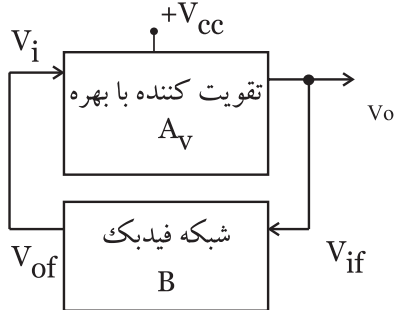 +Vcc
Vi
تقویت کننده با بهره
Av
Vo
شبکه فیدبک
B
Vof
Vif